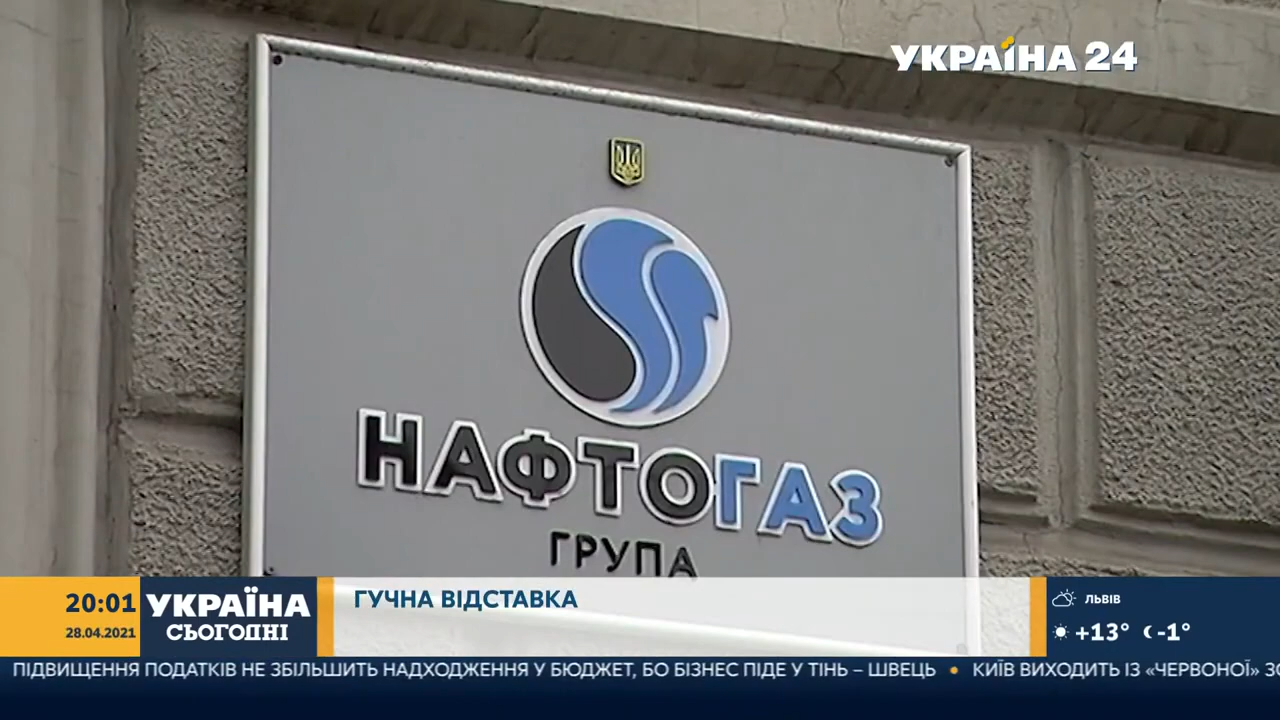 УКРАЇНА 24
НАФТОГАЗ
ГРУПА
20:01
28.04.2021
УКРАЇНА
СЬОГОДНІ
ГУЧНА ВІДСТАВКА
ЛЬВІВ
+13° -1°
ПІДВИЩЕННЯ ПОДАТКІВ НЕ ЗБІЛЬШИТЬ НАДХОДЖЕННЯ У БЮДЖЕТ, БО БІЗНЕС ПІДЕ У ТІНЬ – ШВЕЦЬ • КИЇВ ВИХОДИТЬ ІЗ «ЧЕРВОНОЇ»